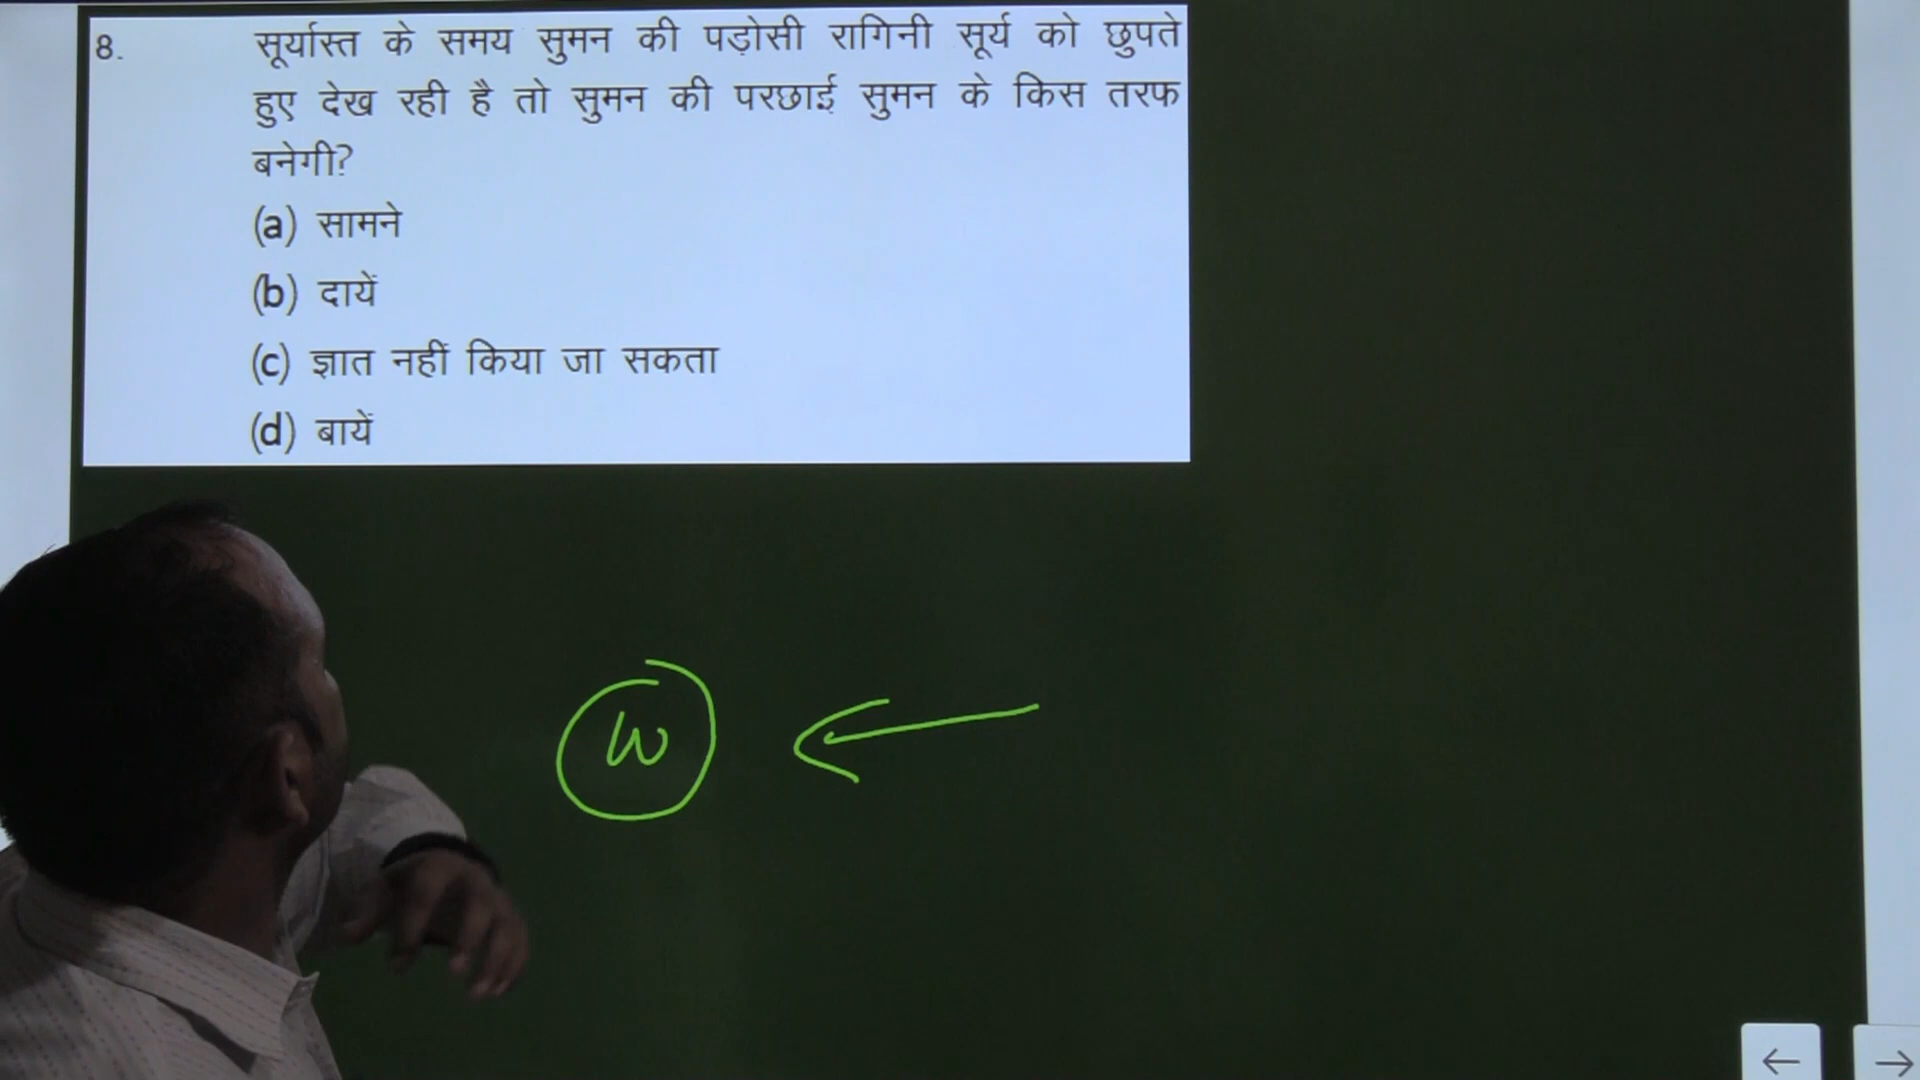 8. सूर्यास्त के समय सुमन की पड़ोसी रागिनी सूर्य को छुपते
हुए देख रही है तो सुमन की परछाई सुमन के किस तरफ
बनेगी?
(a) सामने
(b) दायें
(c) ज्ञात नहीं किया जा सकता
(d) बायें
W